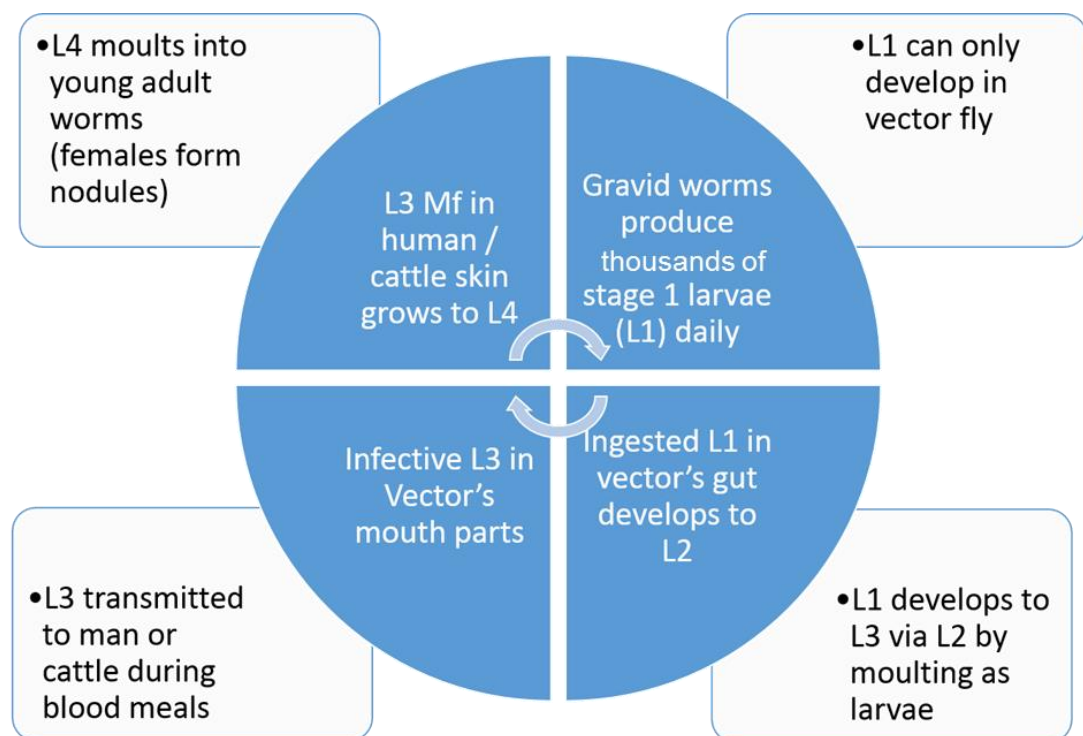 •L4 moults into
young adult
worms
(females form
nodules)
•L1 can only
develop in
vector fly
L3 Mf in
human /
cattle skin
grows to L4
Gravid worms
produce
thousands of
stage 1 larvae
(L1) daily
Infective L3 in
Vector’s
mouth parts
Ingested L1 in
vector’s gut
develops to
L2
•L3 transmitted
to man or
cattle during
blood meals
•L1 develops to
L3 via L2 by
moulting as
larvae